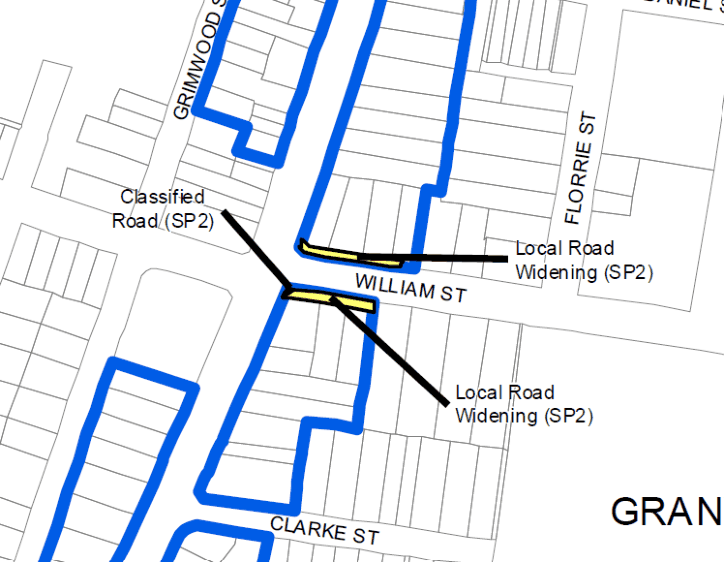 DANIEL S
GRIMWOOD S
FLORRIE ST
Classified
Road (SP2)
Local Road
Widening (SP2)
WILLIAM ST
Local Road
Widening (SP2)
GRAN
CLARKE ST